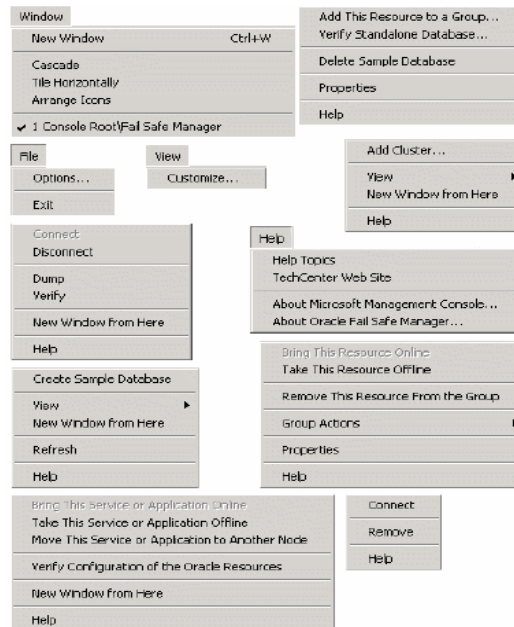 Window
New Window Ctrl+W
Cascade
Tile Horizontally
Arrange Icons
1 Console Root\Fail Safe Manager
Add This Resource to a Group...
Verify Standalone Database...
Delete Sample Database
Properties
Help
File
Options...
Exit
View
Customize...
Add Cluster...
View
New Window from Here
Help
Connect
Disconnect
Dump
Verify
New Window from Here
Help
Help
Help Topics
TechCenter Web Site
About Microsoft Management Console...
About Oracle Fail Safe Manager...
Create Sample Database
View
New Window from Here
Refresh
Help
Bring This Resource Online
Take This Resource Offline
Remove This Resource From the Group
Group Actions
Properties
Help
Bring This Service or Application Online
Take This Service or Application Offline
Move This Service or Application to Another Node
Verify Configuration of the Oracle Resources
New Window from Here
Help
Connect
Remove
Help